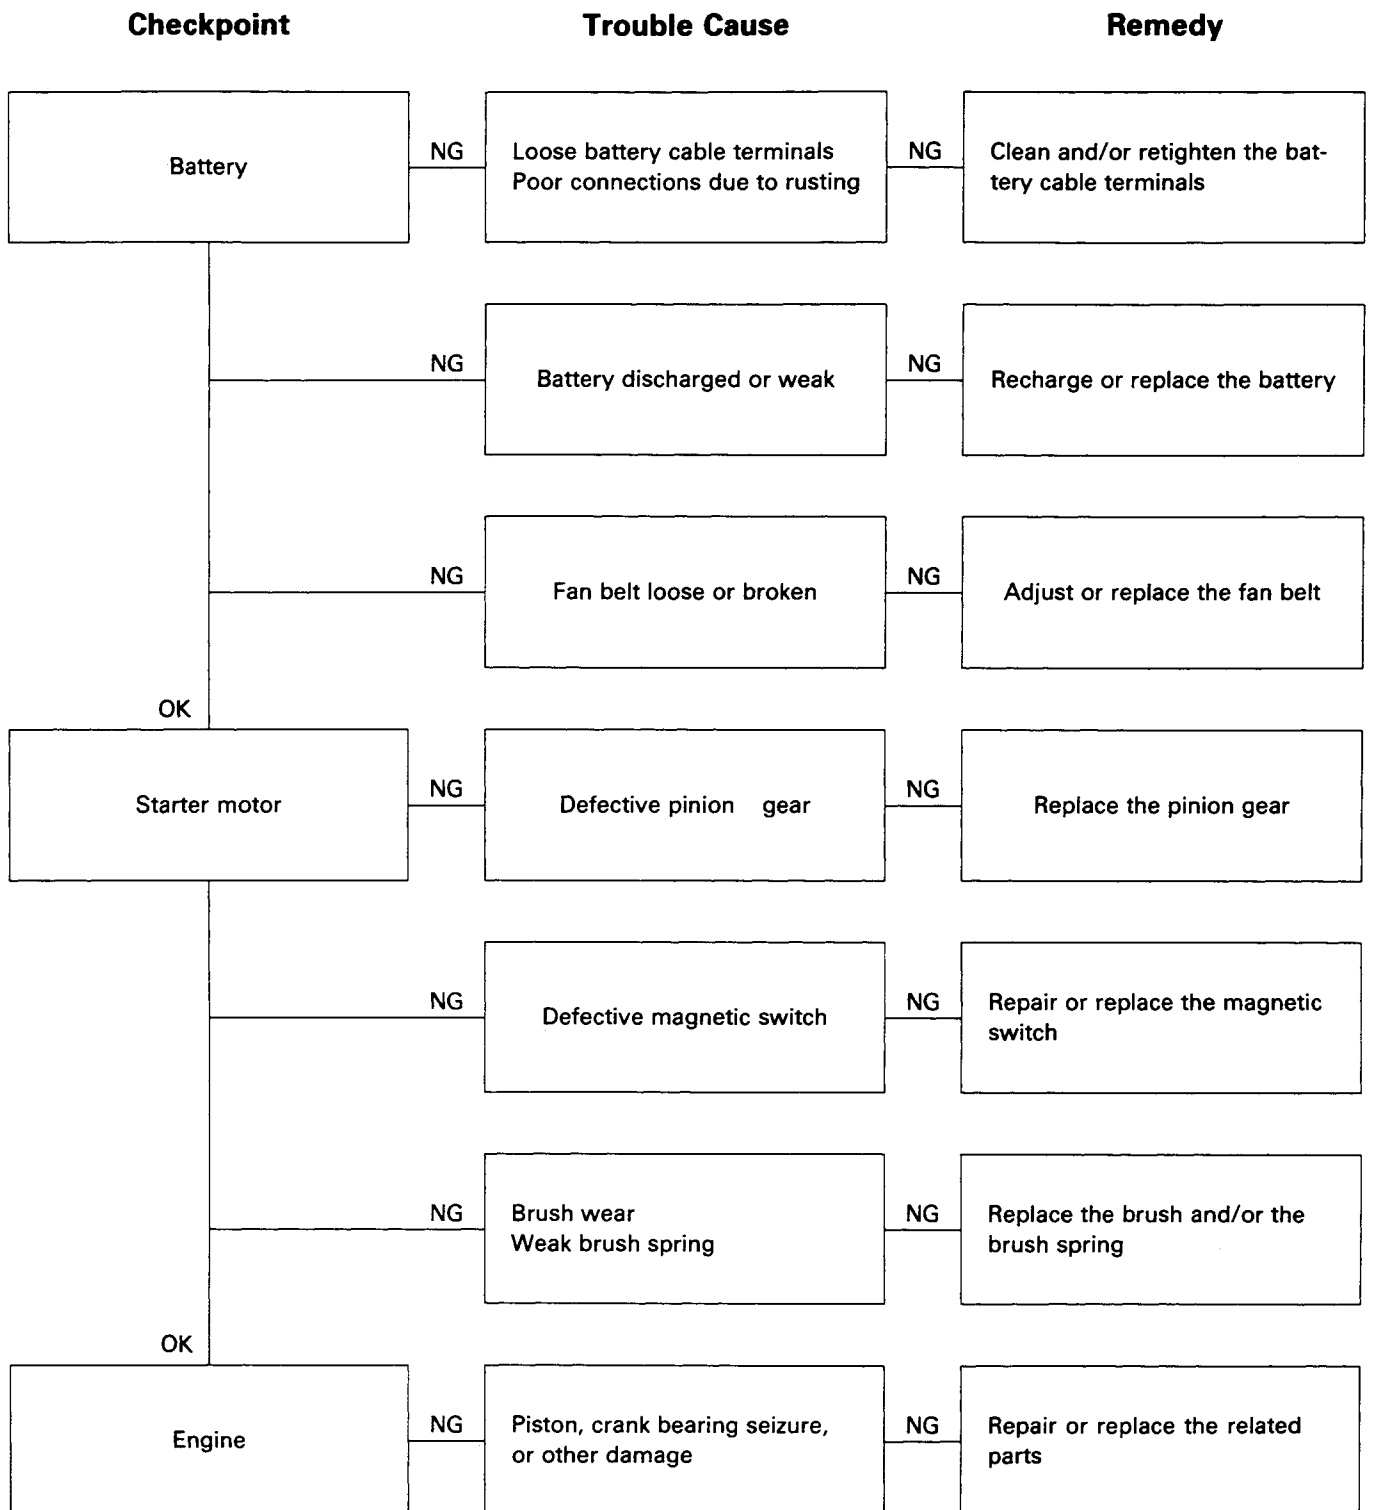 Checkpoint
Trouble Cause
Remedy
Battery
NG
Loose battery cable terminals
Poor connections due to rusting
NG
Clean and/or retighten the bat-
tery cable terminals
NG
Battery discharged or weak
NG
Recharge or replace the battery
NG
Fan belt loose or broken
NG
Adjust or replace the fan belt
OK
Starter motor
NG
Defective pinion gear
NG
Replace the pinion gear
NG
Defective magnetic switch
NG
Repair or replace the magnetic
switch
NG
Brush wear
Weak brush spring
NG
Replace the brush and/or the
brush spring
OK
Engine
NG
Piston, crank bearing seizure,
or other damage
NG
Repair or replace the related
parts